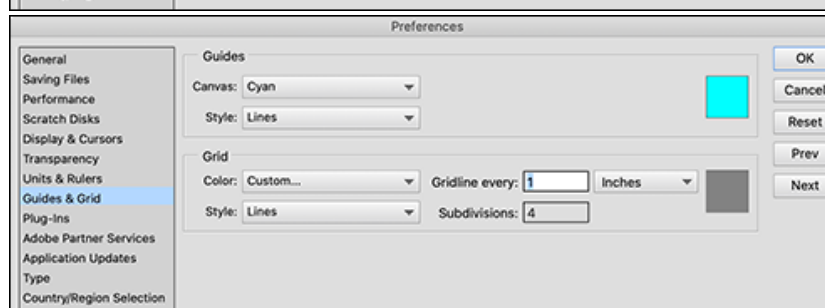 Preferences
General
Saving Files
Performance
Scratch Disks
Display & Cursors
Transparency
Units & Rulers
Guides & Grid
Plug-Ins
Adobe Partner Services
Application Updates
Type
Country/Region Selection
Guides
Canvas: Cyan
Style: Lines
Grid
Color: Custom... Gridline every: 1 Inches
Style: Lines Subdivisions: 4
OK
Cancel
Reset
Prev
Next